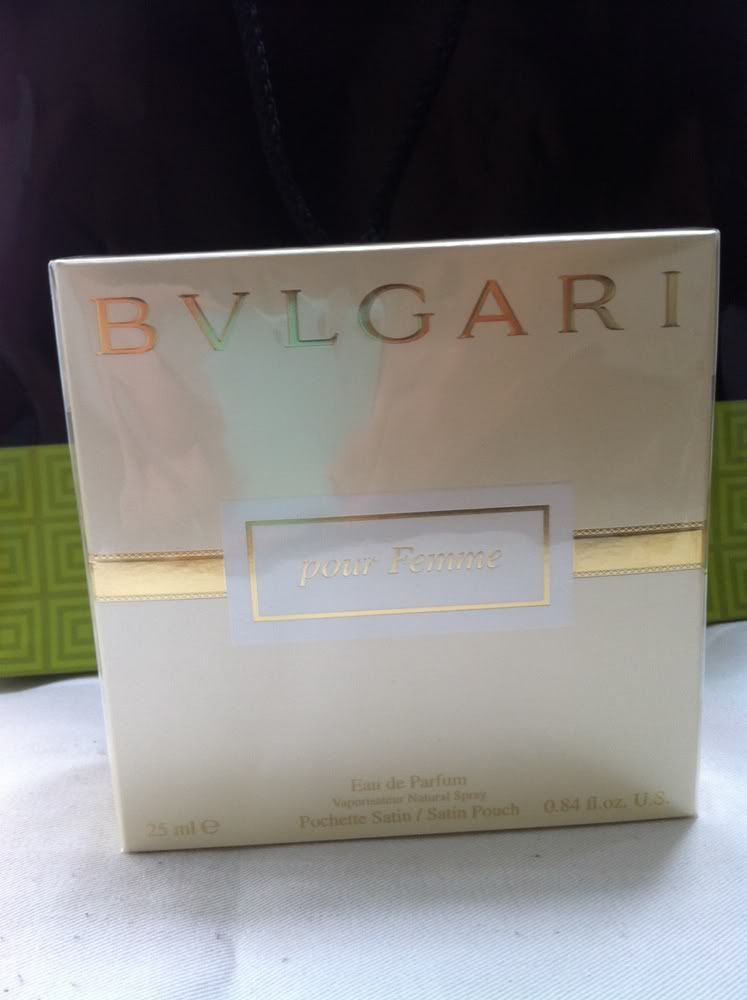 BVLGARI
pour Femme
Eau de Parfum
Vaporisateur Natural Spray
Pochette Satin / Satin Pouch
25 ml ℮
0.84 fl.oz. U.S.